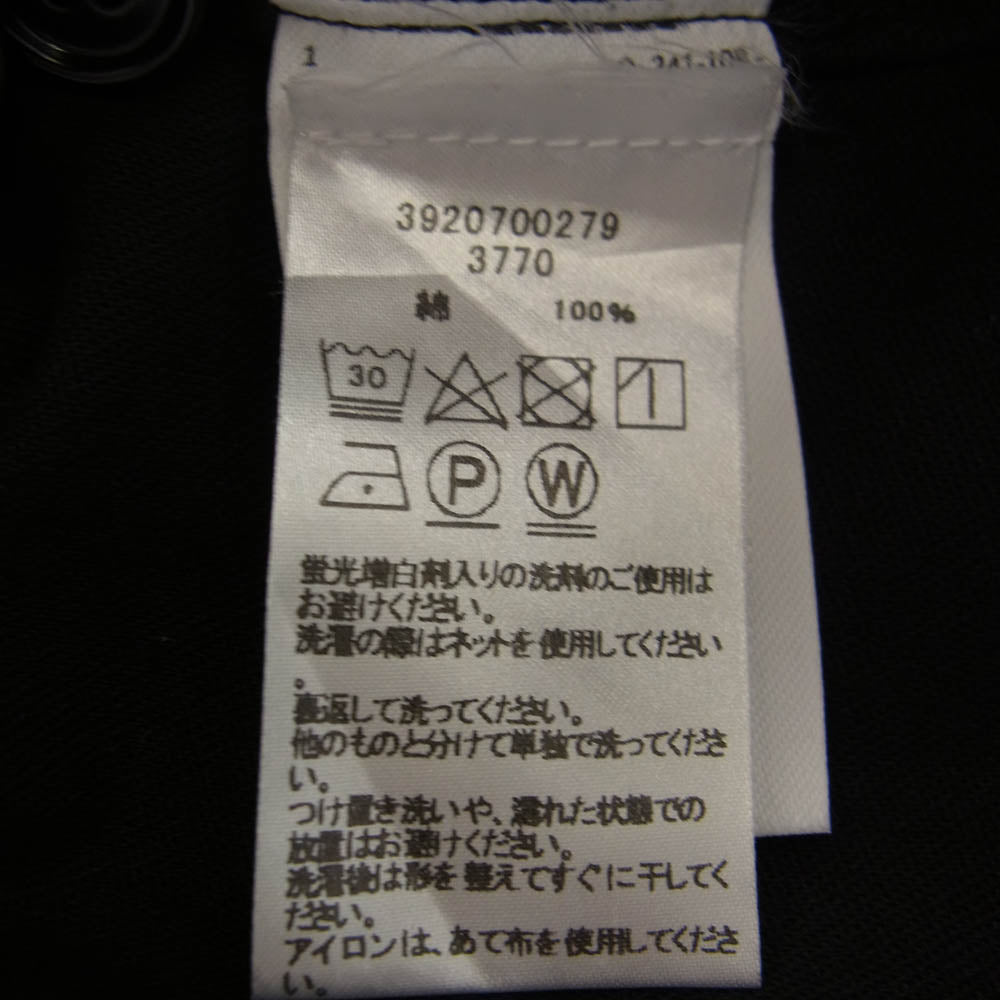 1
3920700279
3770
綿 100%
30
P
W
蛍光増白剤入りの洗剤のご使用は
お避けください。
洗濯の際はネットを使用してください
。
裏返して洗ってください。
他のものと分けて単独で洗ってくださ
い。
つけ置き洗いや、濡れた状態での
放置はお避けください。
洗濯後は形を整えてすぐに干してく
ださい。
アイロンは、あて布を使用してくださ
い。